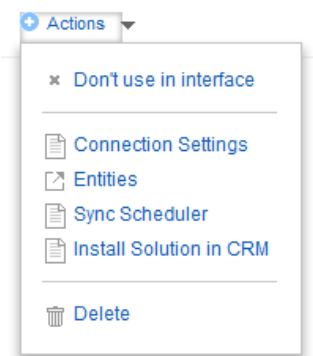 Actions
Don't use in interface
Connection Settings
Entities
Sync Scheduler
Install Solution in CRM
Delete